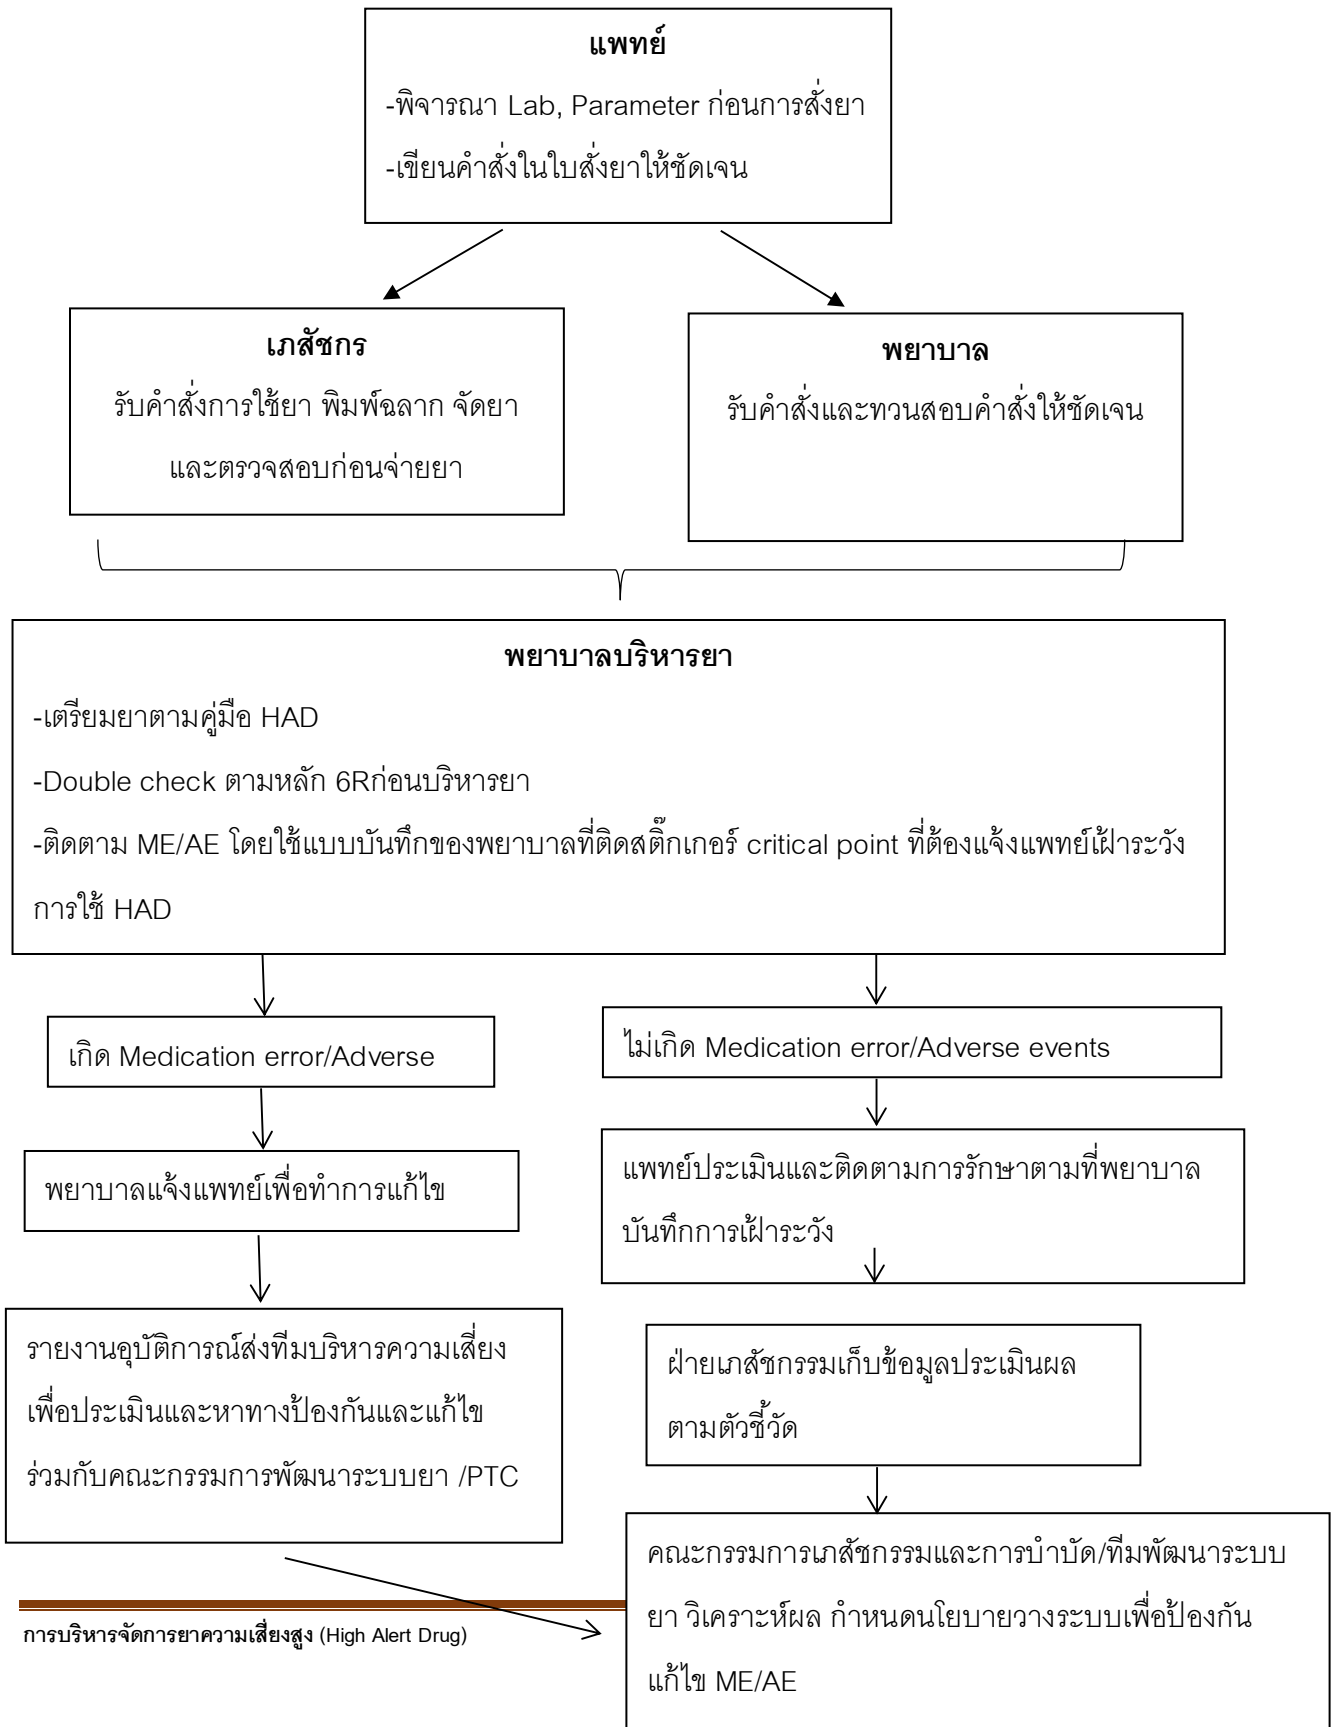 แพทย์
-พิจารณา Lab, Parameter ก่อนการสั่งยา
-เขียนคำสั่งในใบสั่งยาให้ชัดเจน
เภสัชกร
รับคำสั่งการใช้ยา พิมพ์ฉลาก จัดยา
และตรวจสอบก่อนจ่ายยา
พยาบาล
รับคำสั่งและทวนสอบคำสั่งให้ชัดเจน
พยาบาลบริหารยา
-เตรียมยาตามคู่มือ HAD
-Double check ตามหลัก 6Rก่อนบริหารยา
-ติดตาม ME/AE โดยใช้แบบบันทึกของพยาบาลที่ติดสติ๊กเกอร์ critical point ที่ต้องแจ้งแพทย์เฝ้าระวัง
การใช้ HAD
เกิด Medication error/Adverse
ไม่เกิด Medication error/Adverse events
พยาบาลแจ้งแพทย์เพื่อทำการแก้ไข
แพทย์ประเมินและติดตามการรักษาตามที่พยาบาล
บันทึกการเฝ้าระวัง
รายงานอุบัติการณ์ส่งทีมบริหารความเสี่ยง
เพื่อประเมินและหาทางป้องกันและแก้ไข
ร่วมกับคณะกรรมการพัฒนาระบบยา /PTC
ฝ่ายเภสัชกรรมเก็บข้อมูลประเมินผล
ตามตัวชี้วัด
คณะกรรมการเภสัชกรรมและการบำบัด/ทีมพัฒนาระบบ
ยา วิเคราะห์ผล กำหนดนโยบายวางระบบเพื่อป้องกัน
แก้ไข ME/AE
การบริหารจัดการยาความเสี่ยงสูง (High Alert Drug)